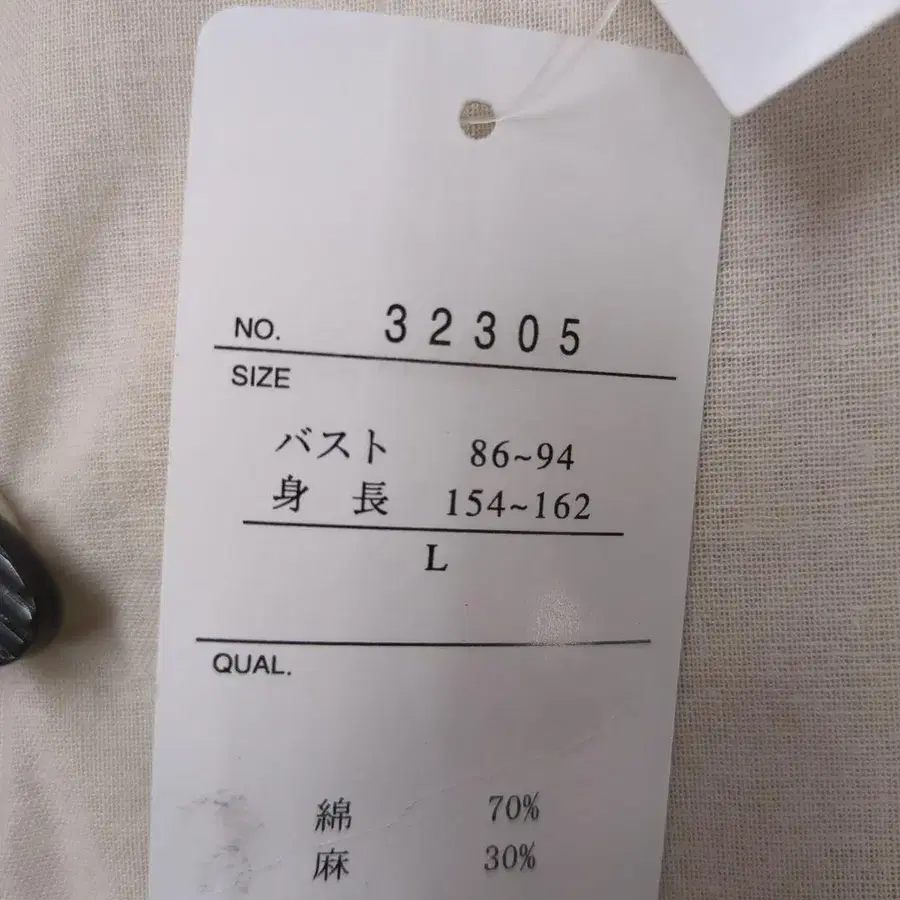 NO. 32305
SIZE
バスト 86~94
身長 154~162
L
QUAL.
綿 70%
麻 30%